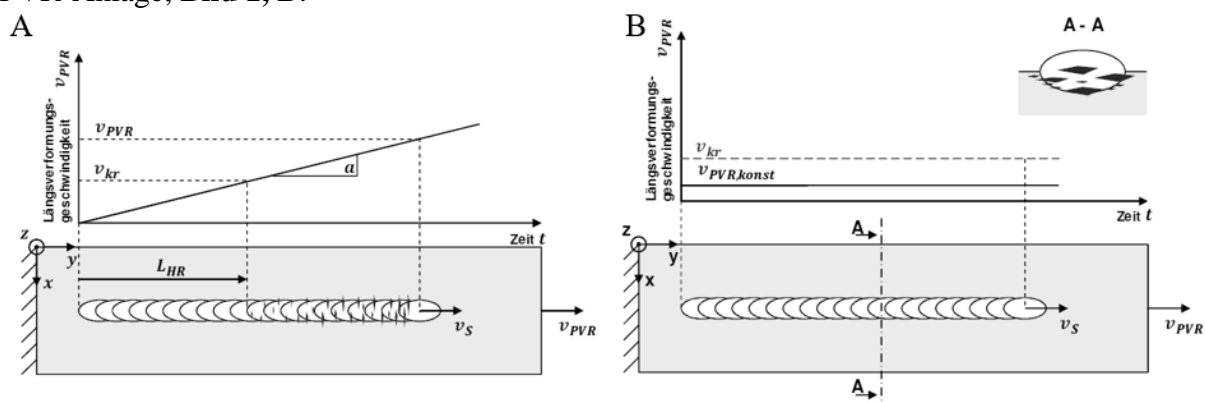 PVR-Anlage, Bild 2, B.
A
Längsverformungs-
geschwindigkeit
v_PVR
v_PVR
v_kr
a
Zeit t
z
y
x
L_HR
v_S
v_PVR
B
Längsverformungs-
geschwindigkeit
v_PVR
A - A
v_kr
v_PVR,konst
Zeit t
A
z
y
x
v_S
v_PVR
A